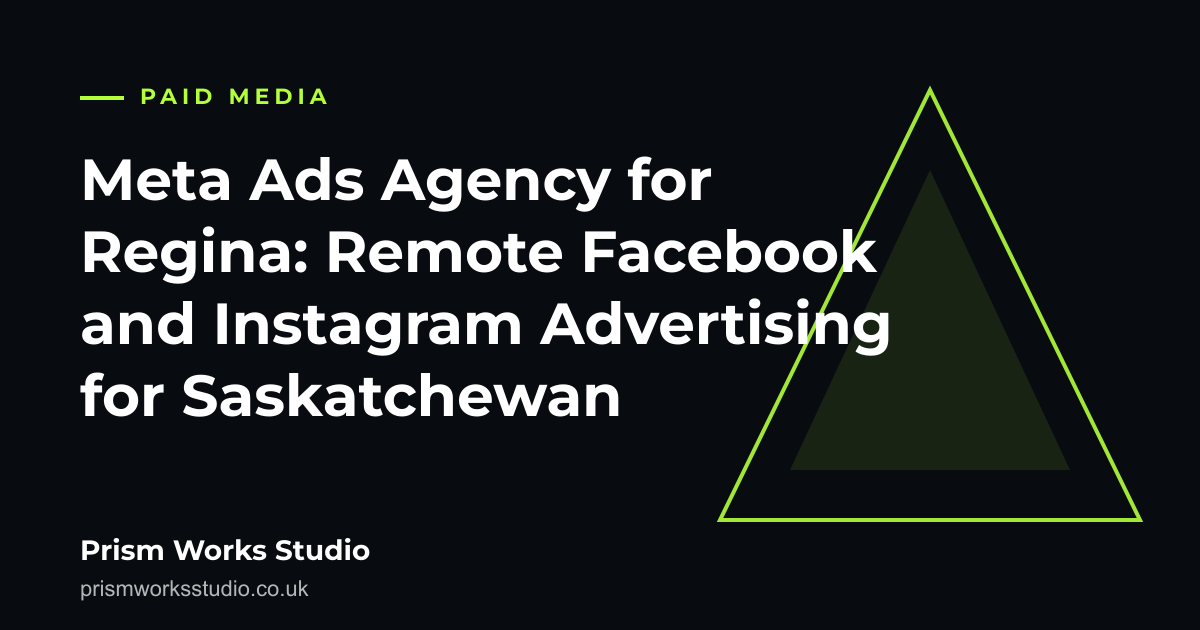 PAID MEDIA
Meta Ads Agency for
Regina: Remote Facebook
and Instagram Advertising
for Saskatchewan
Prism Works Studio
prismworksstudio.co.uk